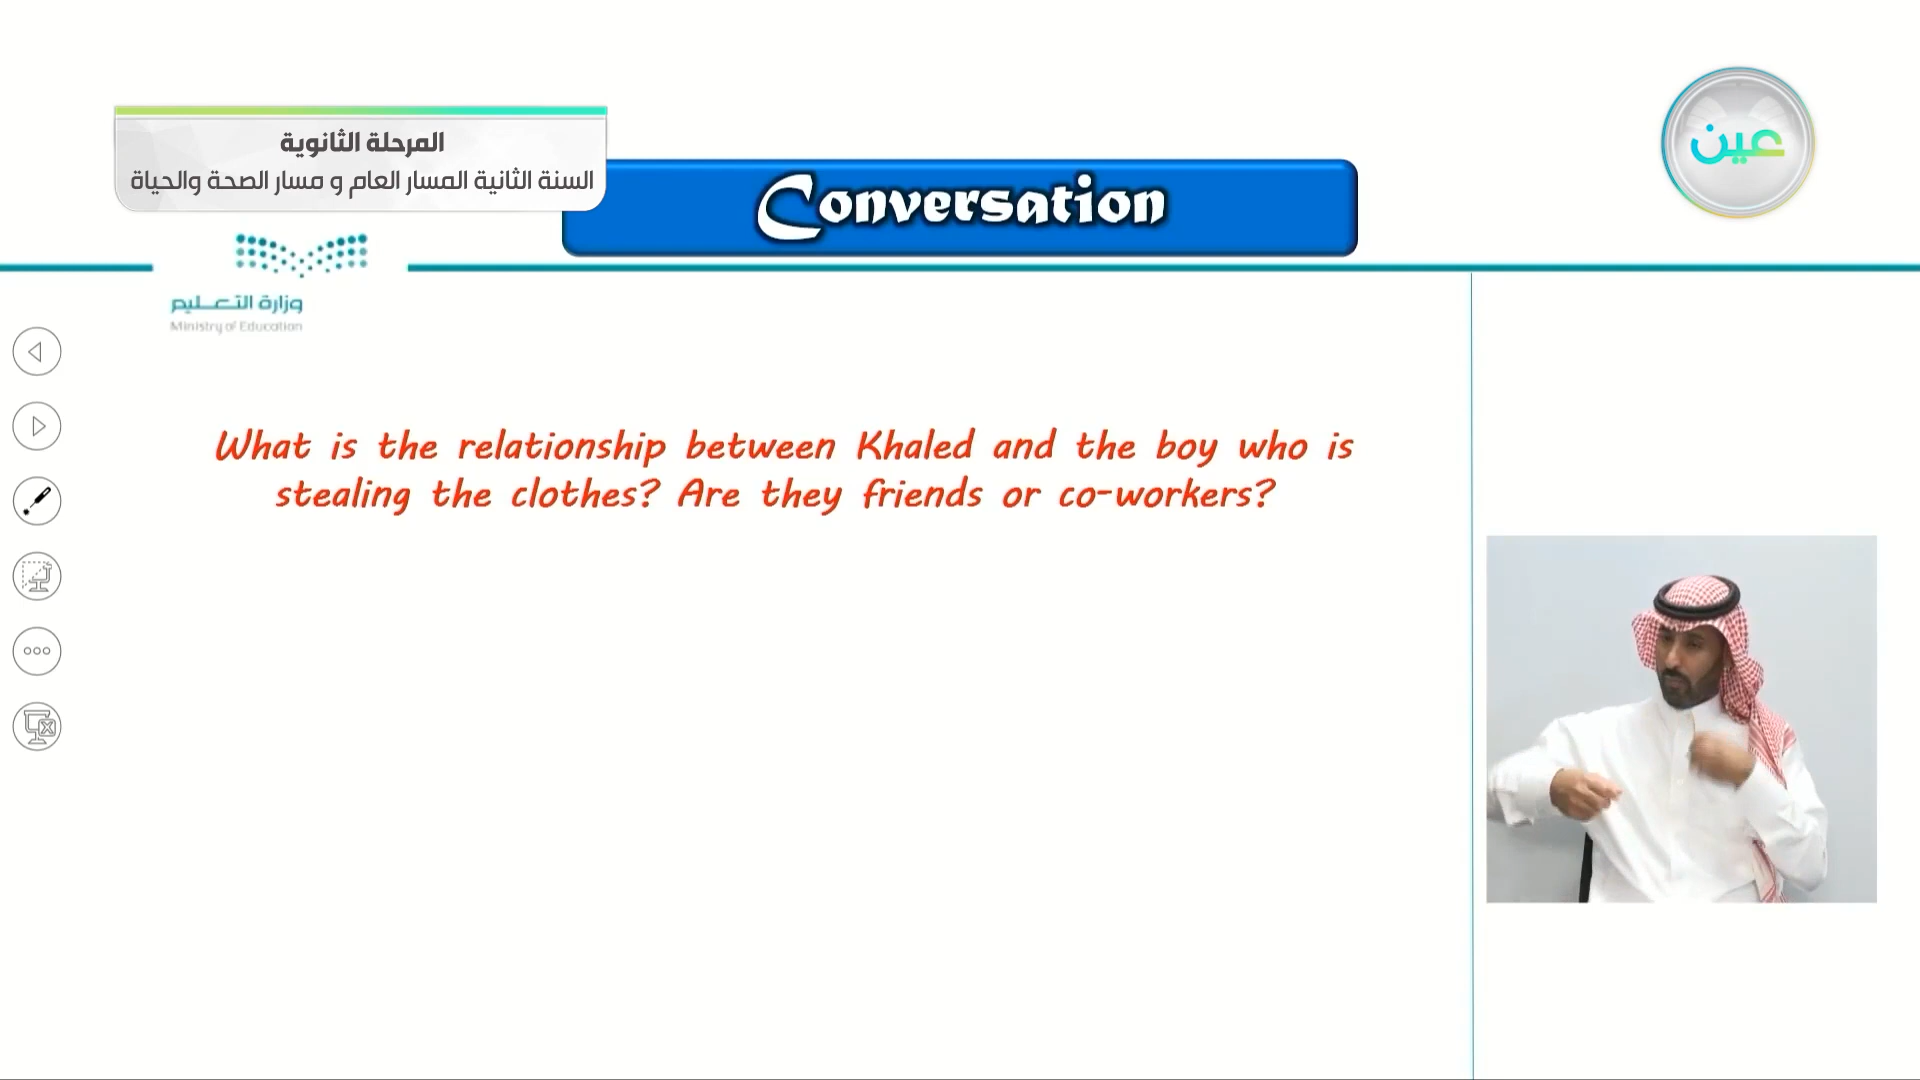 المرحلة الثانوية
السنة الثانية المسار العام و مسار الصحة والحياة
عين
Conversation
وزارة التعليم
Ministry of Education
What is the relationship between Khaled and the boy who is
stealing the clothes? Are they friends or co-workers?